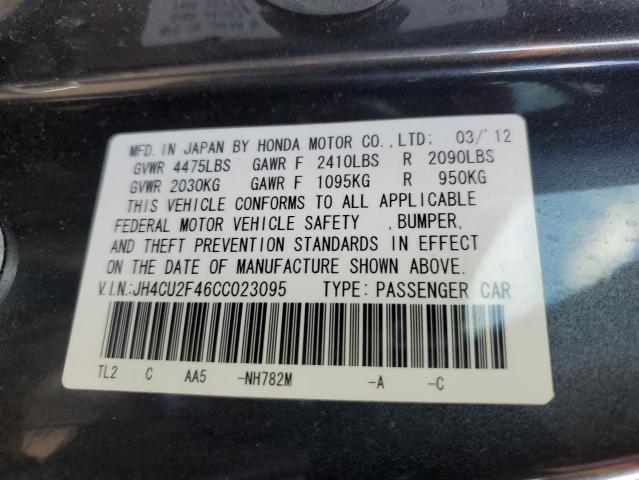 MFD. IN JAPAN BY HONDA MOTOR CO.,LTD; 03/'12
GVWR 4475LBS GAWR F 2410LBS R 2090LBS
GVWR 2030KG GAWR F 1095KG R 950KG
THIS VEHICLE CONFORMS TO ALL APPLICABLE
FEDERAL MOTOR VEHICLE SAFETY ,BUMPER,
AND THEFT PREVENTION STANDARDS IN EFFECT
ON THE DATE OF MANUFACTURE SHOWN ABOVE.
V.I.N:JH4CU2F46CC023095 TYPE: PASSENGER CAR
TL2 C AA5 -NH782M -A -C